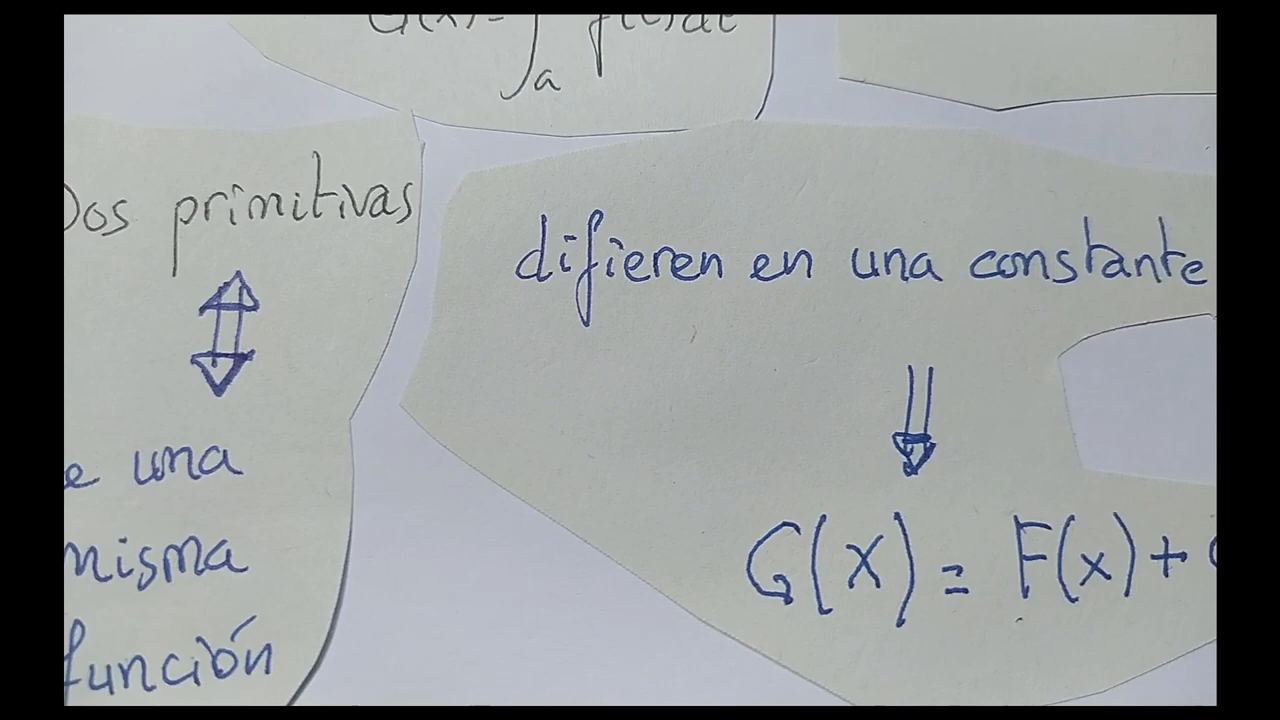 Dos primitivas
e una
misma
función
difieren en una constante
G(x) = F(x) +